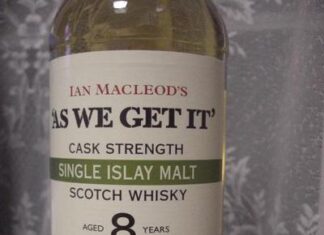 IAN MACLEOD'S
'AS WE GET IT'
CASK STRENGTH
SINGLE ISLAY MALT
SCOTCH WHISKY
AGED 8 YEARS